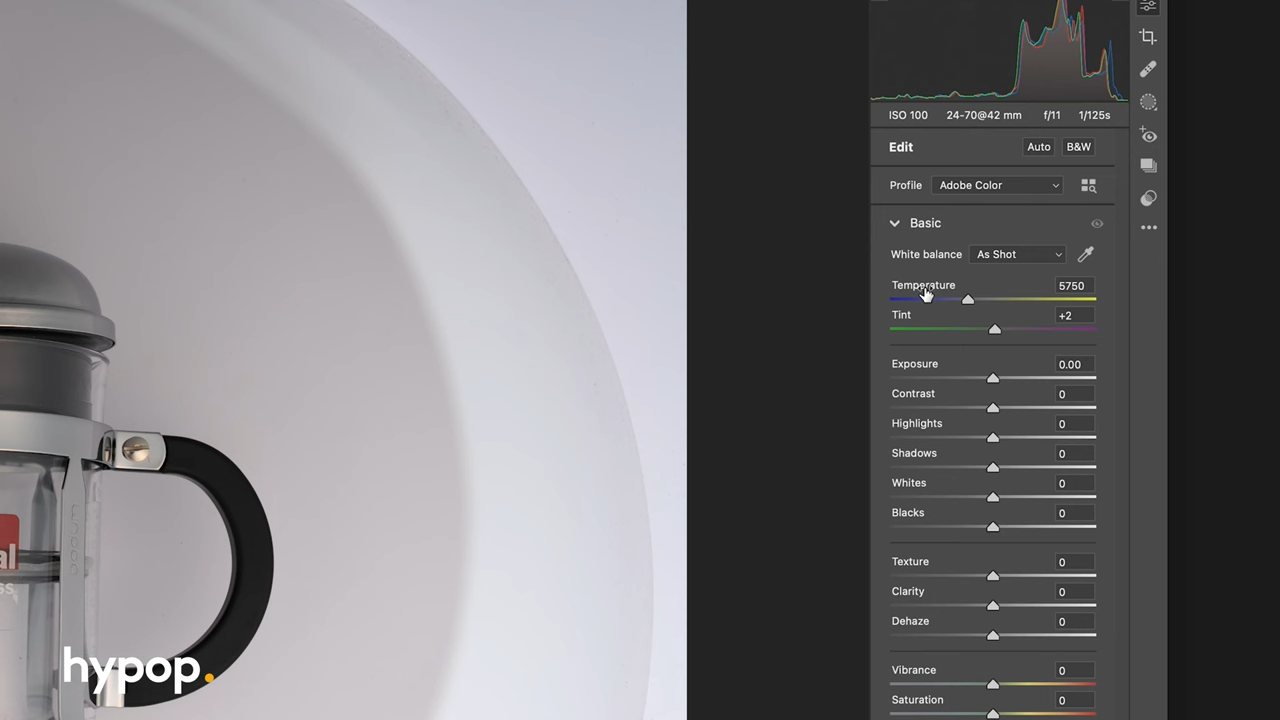 ISO 100 24-70@42 mm f/11 1/125s
Edit Auto B&W
Profile Adobe Color
Basic
White balance As Shot
Temperature 5750
Tint +2
Exposure 0.00
Contrast 0
Highlights 0
Shadows 0
Whites 0
Blacks 0
Texture 0
Clarity 0
Dehaze 0
Vibrance 0
Saturation 0
al
ss.
hypop.